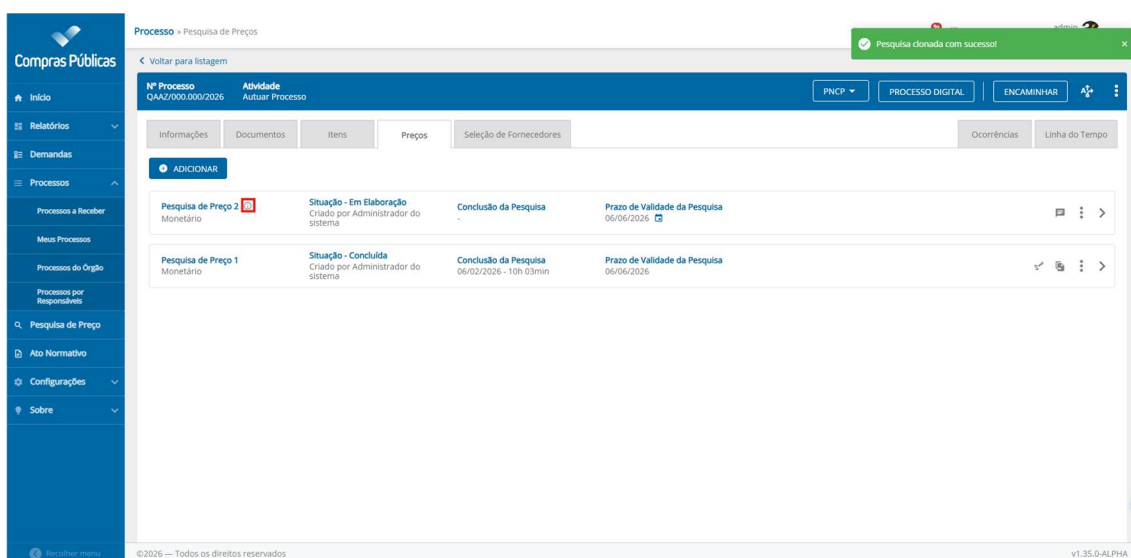 Compras Públicas
Início
Relatórios
Demandas
Processos
Processos a Receber
Meus Processos
Processos do Órgão
Processos por
Responsáveis
Pesquisa de Preço
Ato Normativo
Configurações
Sobre
Recolher menu
Processo » Pesquisa de Preços
admin
Pesquisa clonada com sucesso!
Voltar para listagem
Nº Processo Atividade
QAAZ/000.000/2026 Autuar Processo
PNCP PROCESSO DIGITAL ENCAMINHAR
Informações Documentos Itens Preços Seleção de Fornecedores Ocorrências Linha do Tempo
ADICIONAR
Pesquisa de Preço 2 Situação - Em Elaboração Conclusão da Pesquisa Prazo de Validade da Pesquisa
Monetário Criado por Administrador do - 06/06/2026
sistema
Pesquisa de Preço 1 Situação - Concluída Conclusão da Pesquisa Prazo de Validade da Pesquisa
Monetário Criado por Administrador do 06/02/2026 - 10h 03min 06/06/2026
sistema
©2026 — Todos os direitos reservados v1.35.0-ALPHA